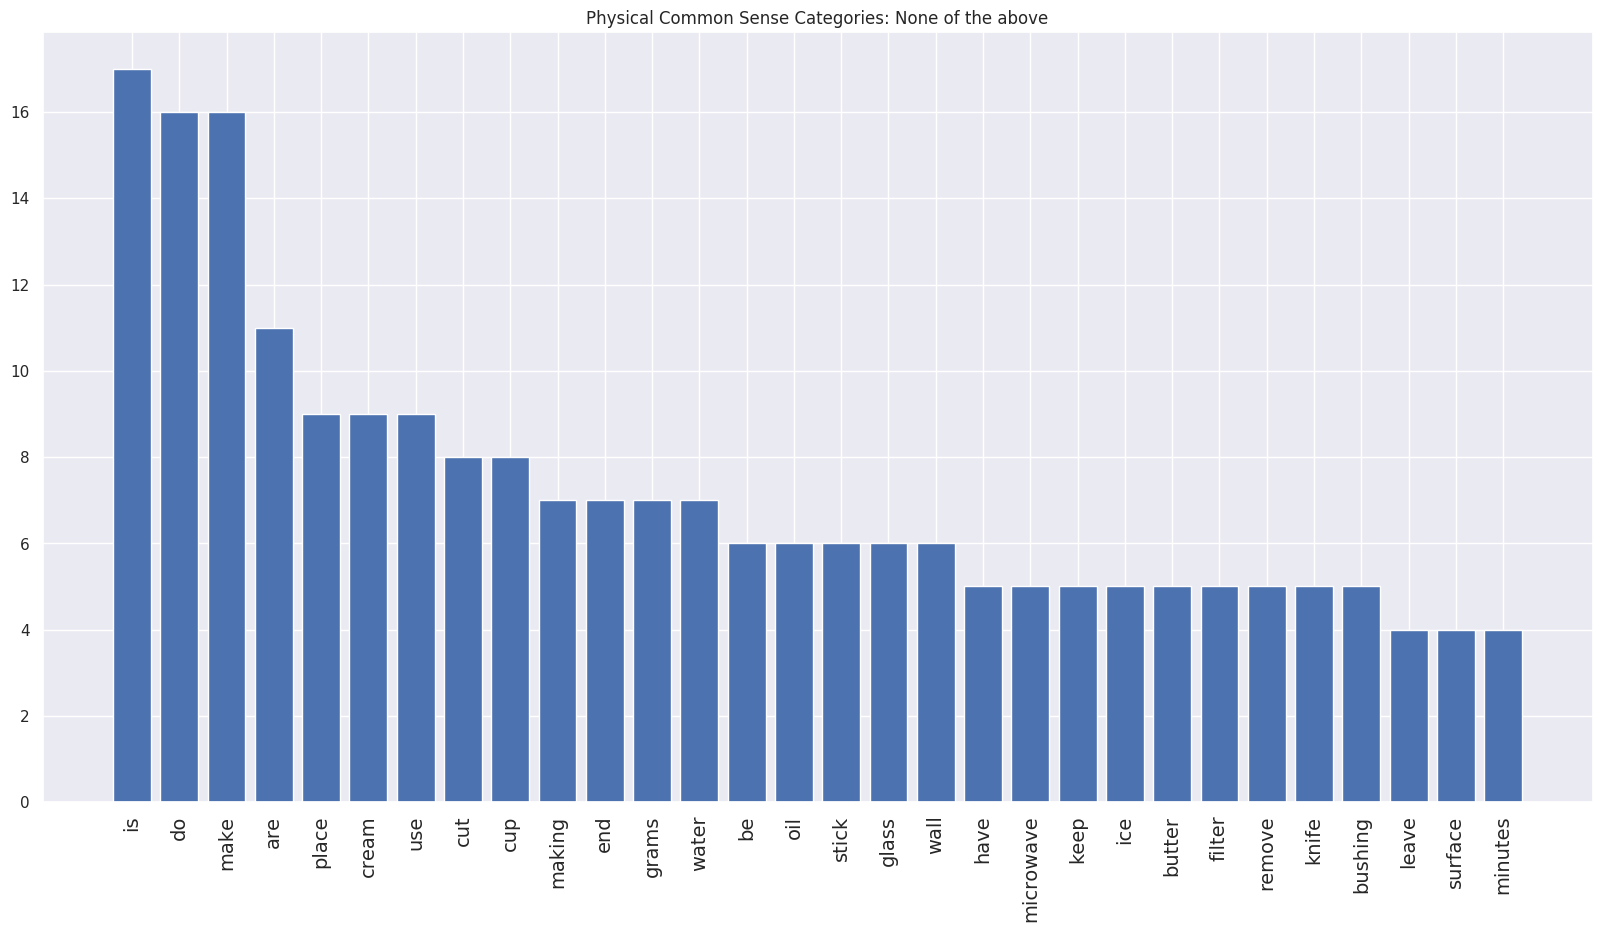 Physical Common Sense Categories: None of the above
16
14
12
10
8
6
4
2
0
is
do
make
are
place
cream
use
cut
cup
making
end
grams
water
be
oil
stick
glass
wall
have
microwave
keep
ice
butter
filter
remove
knife
bushing
leave
surface
minutes